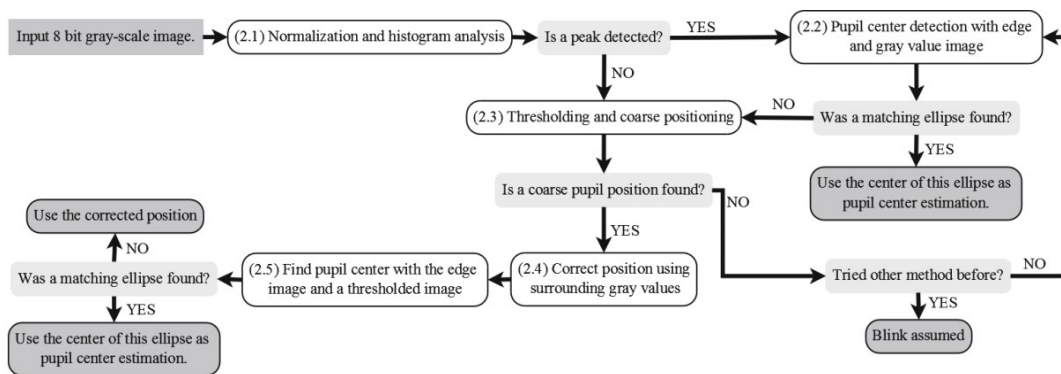 Input 8 bit gray-scale image.
(2.1) Normalization and histogram analysis
Is a peak detected?
YES
(2.2) Pupil center detection with edge
and gray value image
NO
(2.3) Thresholding and coarse positioning
NO
Was a matching ellipse found?
YES
Use the center of this ellipse as
pupil center estimation.
Is a coarse pupil position found?
NO
YES
Use the corrected position
NO
Was a matching ellipse found?
(2.5) Find pupil center with the edge
image and a thresholded image
(2.4) Correct position using
surrounding gray values
Tried other method before?
NO
YES
YES
Use the center of this ellipse as
pupil center estimation.
Blink assumed